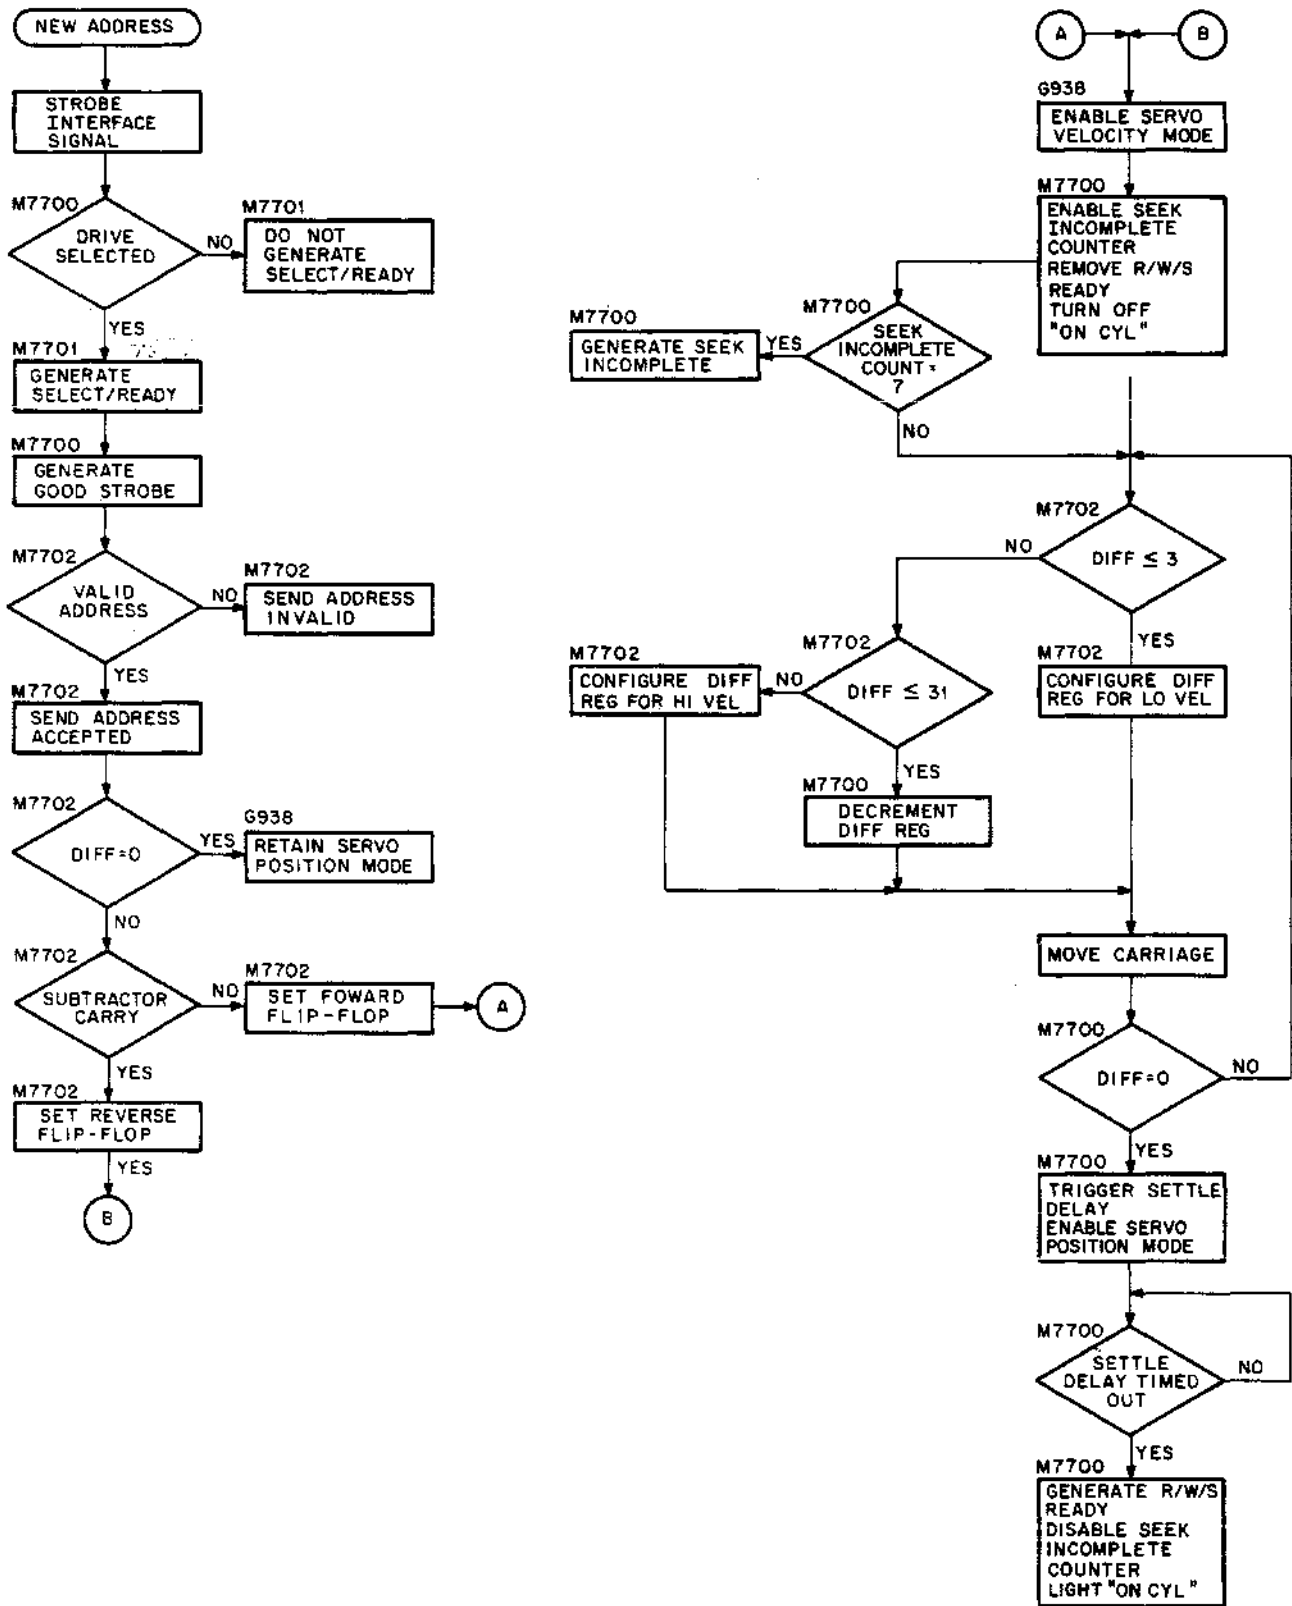 NEW ADDRESS
STROBE
INTERFACE
SIGNAL
M7700
DRIVE
SELECTED
NO
M7701
DO NOT
GENERATE
SELECT/READY
YES
M7701
GENERATE
SELECT/READY
M7700
GENERATE
GOOD STROBE
M7702
VALID
ADDRESS
NO
M7702
SEND ADDRESS
INVALID
YES
M7702
SEND ADDRESS
ACCEPTED
M7702
DIFF=0
YES
G938
RETAIN SERVO
POSITION MODE
NO
M7702
SUBTRACTOR
CARRY
NO
M7702
SET FOWARD
FLIP-FLOP
A
YES
M7702
SET REVERSE
FLIP-FLOP
YES
B
A
B
G938
ENABLE SERVO
VELOCITY MODE
M7700
ENABLE SEEK
INCOMPLETE
COUNTER
REMOVE R/W/S
READY
TURN OFF
"ON CYL"
M7700
SEEK
INCOMPLETE
COUNT =
7
YES
M7700
GENERATE SEEK
INCOMPLETE
NO
M7702
DIFF ≤ 3
NO
YES
M7702
CONFIGURE DIFF
REG FOR LO VEL
M7702
DIFF ≤ 31
NO
M7702
CONFIGURE DIFF
REG FOR HI VEL
YES
M7700
DECREMENT
DIFF REG
MOVE CARRIAGE
M7700
DIFF=0
NO
YES
M7700
TRIGGER SETTLE
DELAY
ENABLE SERVO
POSITION MODE
M7700
SETTLE
DELAY TIMED
OUT
NO
YES
M7700
GENERATE R/W/S
READY
DISABLE SEEK
INCOMPLETE
COUNTER
LIGHT "ON CYL"